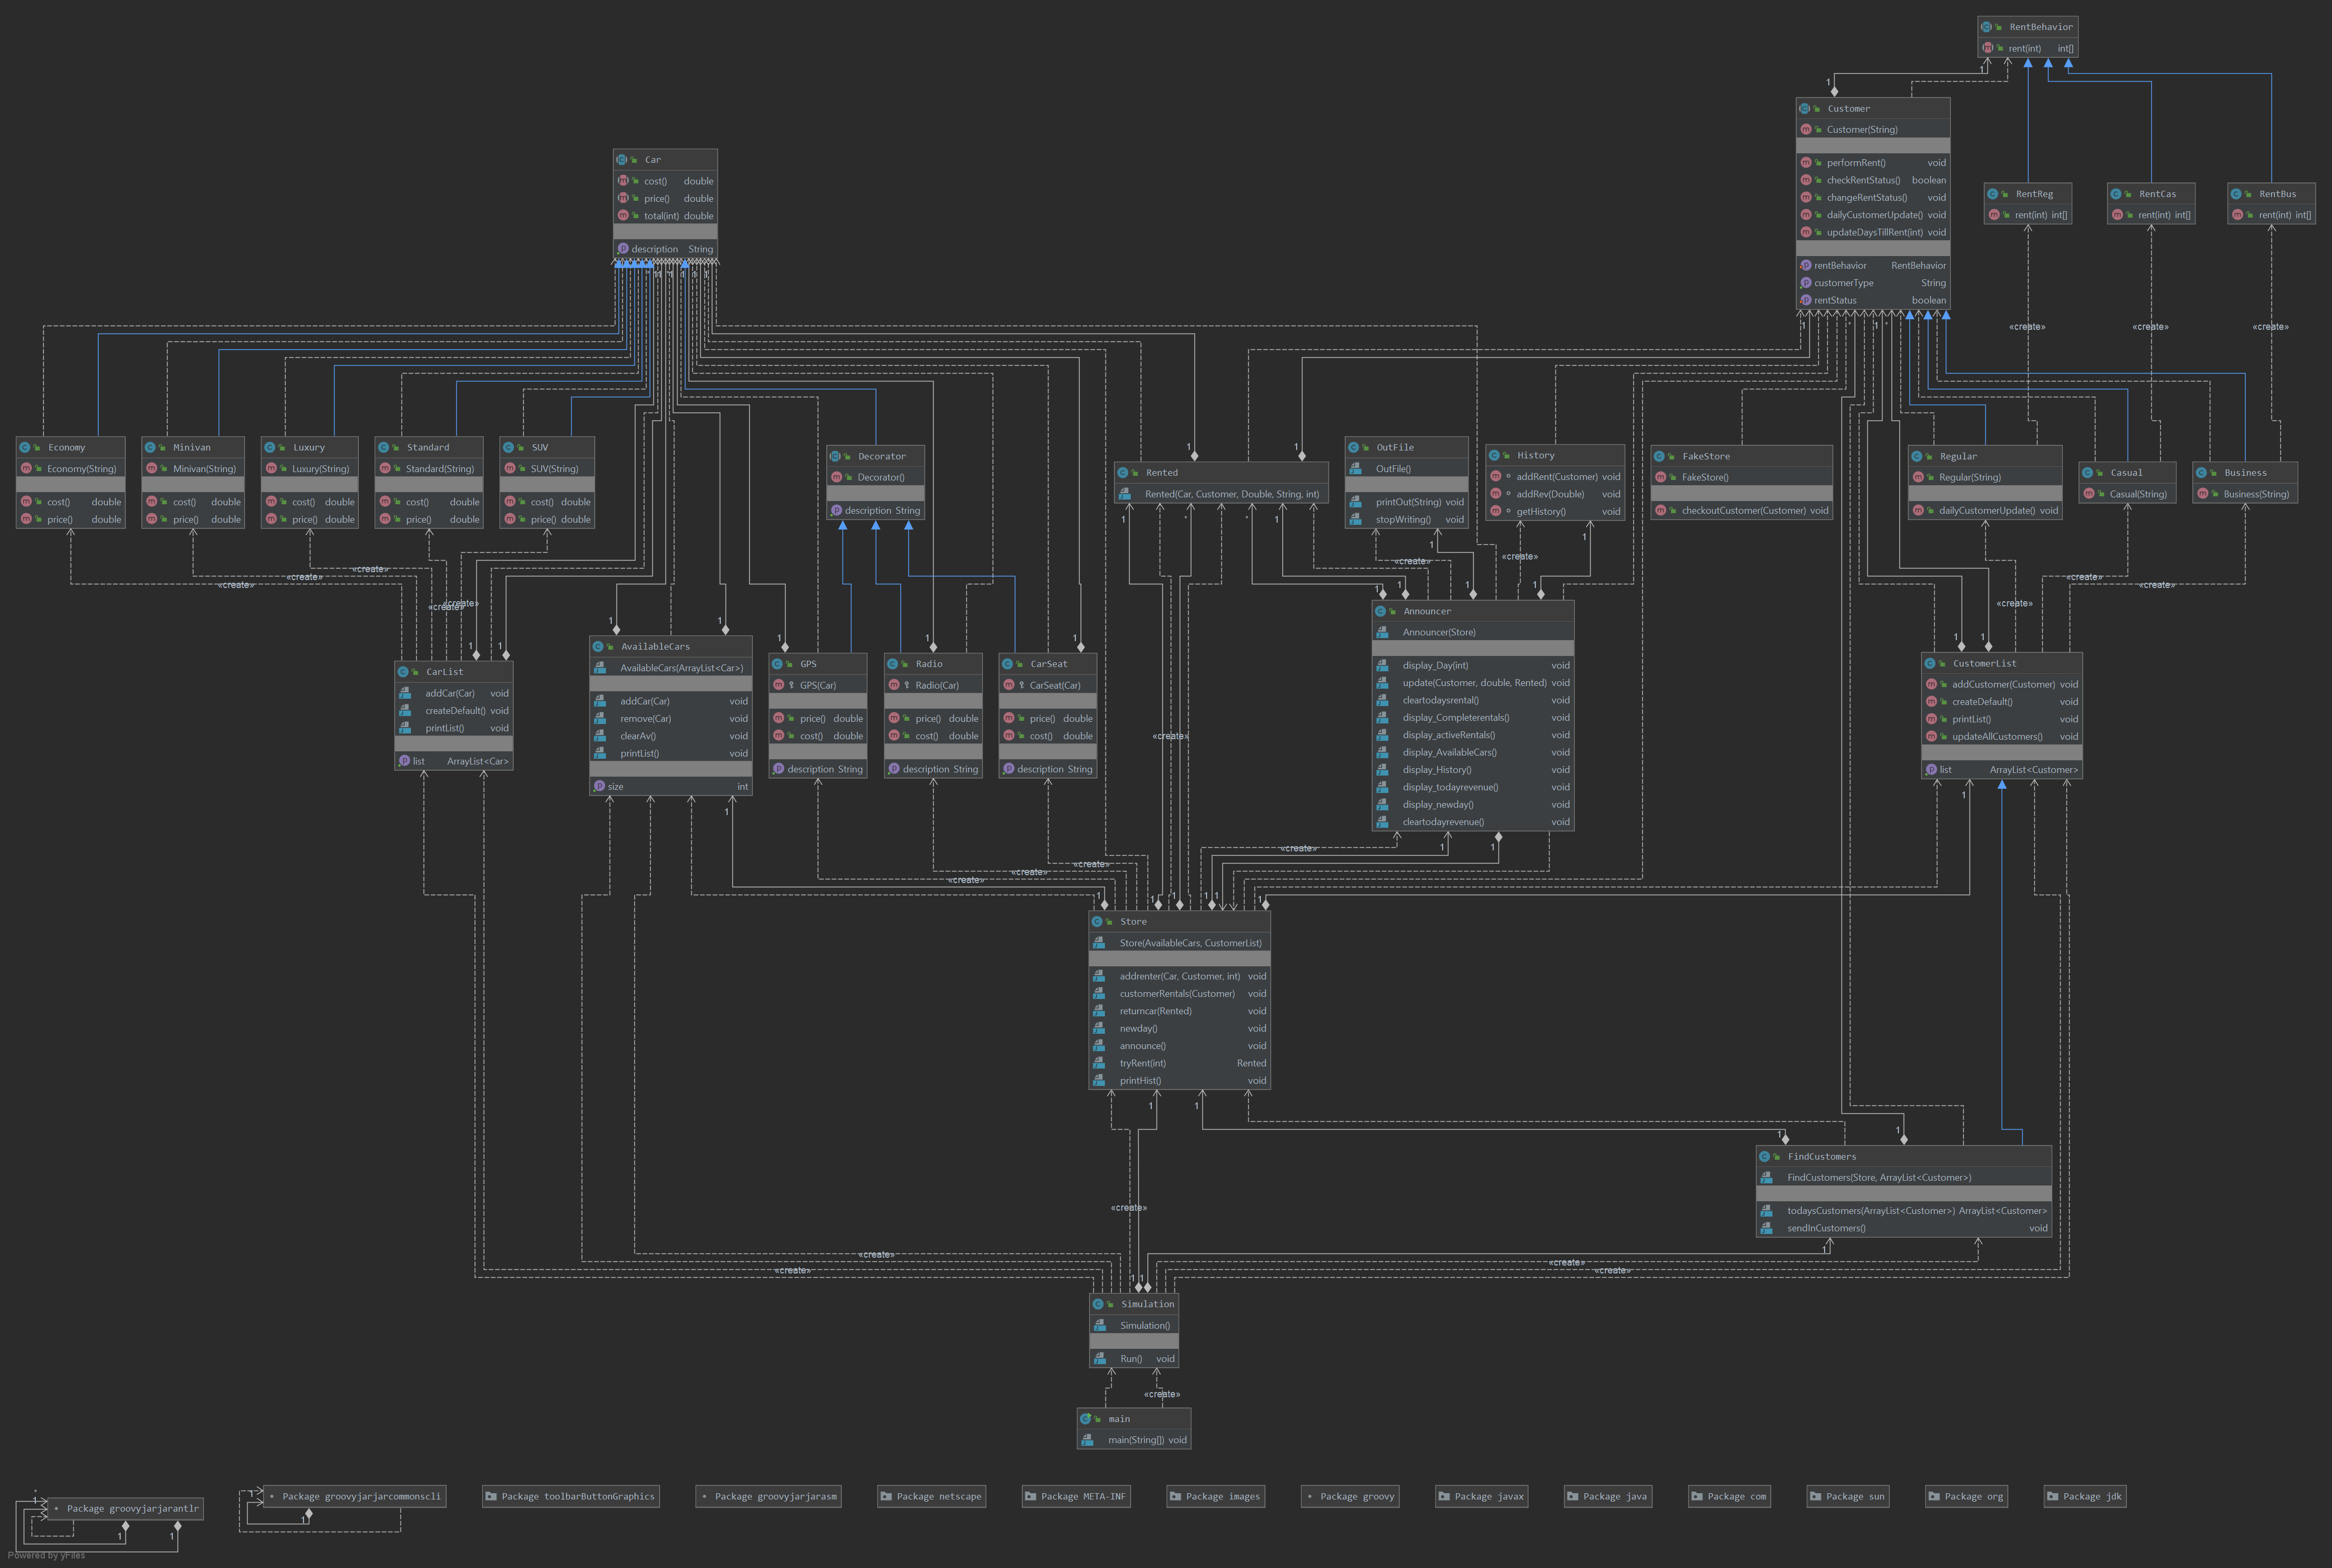 RentBehavior
rent(int) int[]
1
1
Customer
Customer(String)
performRent() void
checkRentStatus() boolean
changeRentStatus() void
dailyCustomerUpdate() void
updateDaysTillRent(int) void
rentBehavior RentBehavior
customerType String
rentStatus boolean
RentReg
rent(int) int[]
RentCas
rent(int) int[]
RentBus
rent(int) int[]
Car
cost() double
price() double
total(int) double
description String
«create»
«create»
«create»
Economy
Economy(String)
cost() double
price() double
Minivan
Minivan(String)
cost() double
price() double
Luxury
Luxury(String)
cost() double
price() double
Standard
Standard(String)
cost() double
price() double
SUV
SUV(String)
cost() double
price() double
Decorator
Decorator()
description String
Rented
Rented(Car, Customer, Double, String, int)
OutFile
OutFile()
printOut(String) void
stopWriting() void
History
addRent(Customer) void
addRev(Double) void
getHistory() void
FakeStore
FakeStore()
checkoutCustomer(Customer) void
Regular
Regular(String)
dailyCustomerUpdate() void
Casual
Casual(String)
Business
Business(String)
«create»
«create»
«create»
«create»
«create»
«create»
«create»
«create»
«create»
«create»
CarList
addCar(Car) void
createDefault() void
printList() void
list ArrayList<Car>
AvailableCars
AvailableCars(ArrayList<Car>)
addCar(Car) void
remove(Car) void
clearAv() void
printList() void
size int
GPS
GPS(Car)
price() double
cost() double
description String
Radio
Radio(Car)
price() double
cost() double
description String
CarSeat
CarSeat(Car)
price() double
cost() double
description String
Announcer
Announcer(Store)
display_Day(int) void
update(Customer, double, Rented) void
cleartodaysrental() void
display_Completerentals() void
display_activeRentals() void
display_AvailableCars() void
display_History() void
display_todayrevenue() void
display_newday() void
cleartodayrevenue() void
CustomerList
addCustomer(Customer) void
createDefault() void
printList() void
updateAllCustomers() void
list ArrayList<Customer>
«create»
«create»
«create»
«create»
«create»
Store
Store(AvailableCars, CustomerList)
addrenter(Car, Customer, int) void
customerRentals(Customer) void
returncar(Rented) void
newday() void
announce() void
tryRent(int) Rented
printHist() void
FindCustomers
FindCustomers(Store, ArrayList<Customer>)
todaysCustomers(ArrayList<Customer>) ArrayList<Customer>
sendInCustomers() void
«create»
«create»
«create»
«create»
«create»
Simulation
Simulation()
Run() void
«create»
main
main(String[]) void
Package groovyjarjarantlr
Package groovyjarjarcommonscli
Package toolbarButtonGraphics
Package groovyjarjarasm
Package netscape
Package META-INF
Package images
Package groovy
Package javax
Package java
Package com
Package sun
Package org
Package jdk
Powered by yFiles